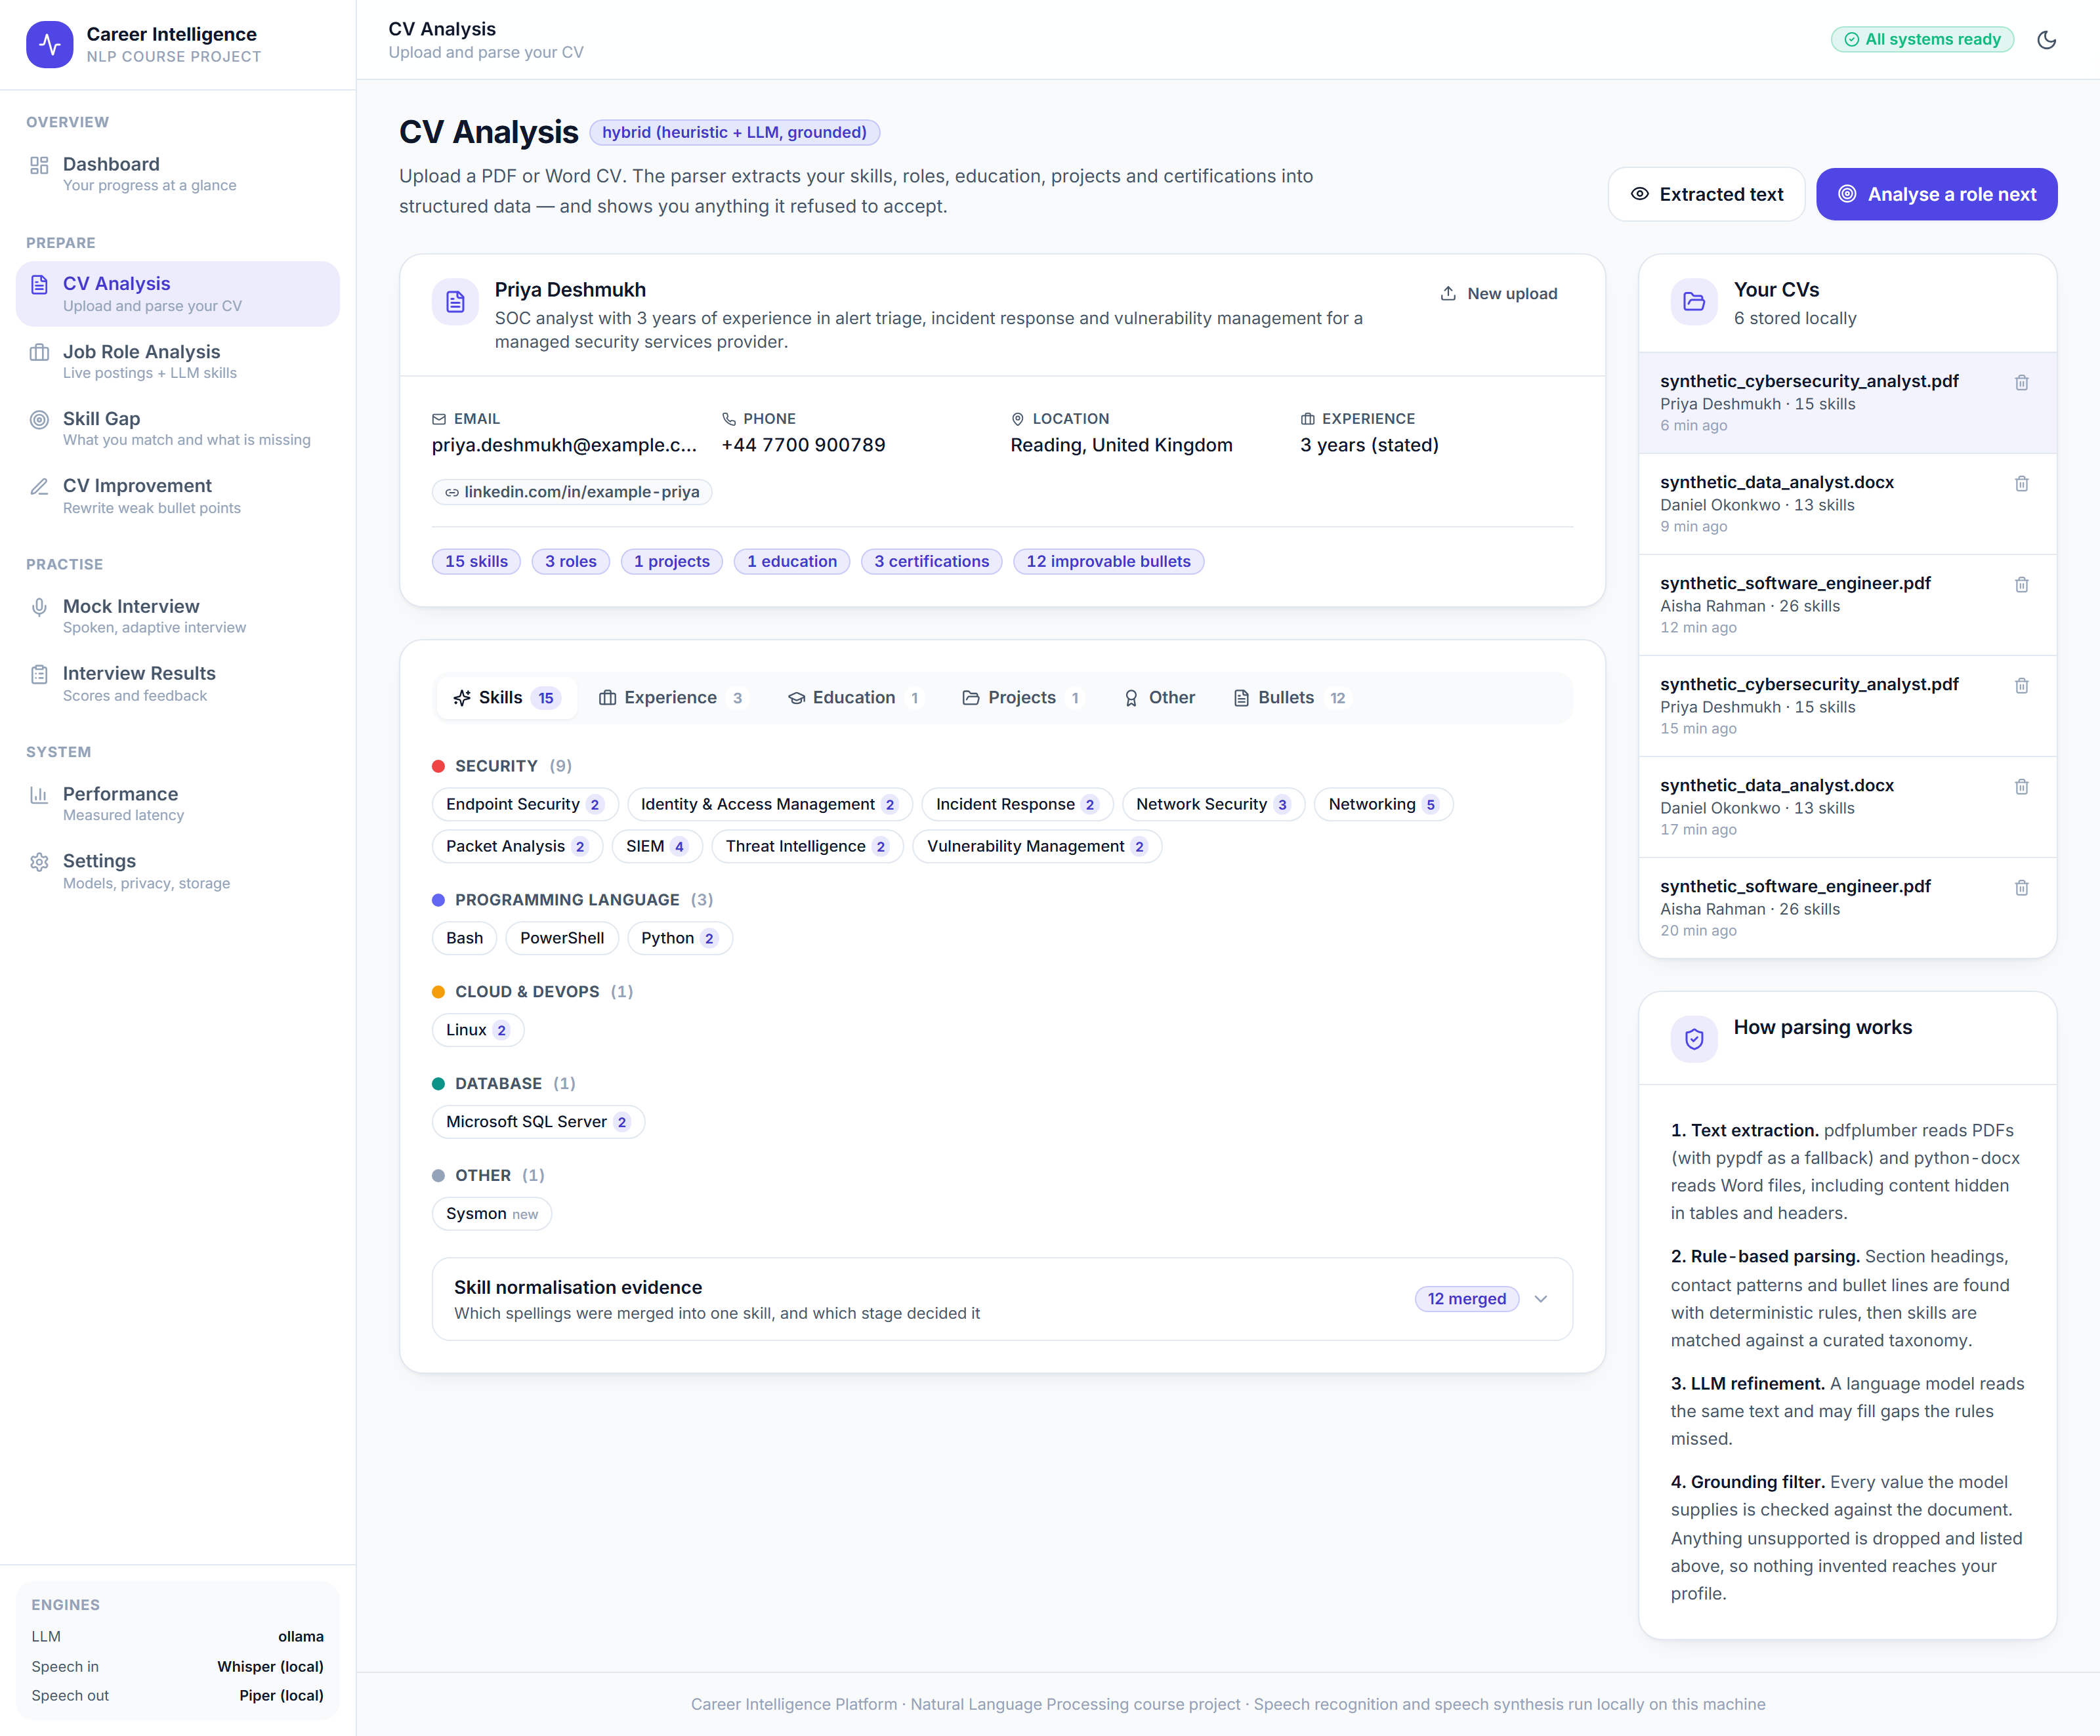 Career Intelligence
NLP COURSE PROJECT
OVERVIEW
Dashboard
Your progress at a glance
PREPARE
CV Analysis
Upload and parse your CV
Job Role Analysis
Live postings + LLM skills
Skill Gap
What you match and what is missing
CV Improvement
Rewrite weak bullet points
PRACTISE
Mock Interview
Spoken, adaptive interview
Interview Results
Scores and feedback
SYSTEM
Performance
Measured latency
Settings
Models, privacy, storage
ENGINES
LLM ollama
Speech in Whisper (local)
Speech out Piper (local)
CV Analysis
Upload and parse your CV
All systems ready
CV Analysis hybrid (heuristic + LLM, grounded)
Upload a PDF or Word CV. The parser extracts your skills, roles, education, projects and certifications into
structured data — and shows you anything it refused to accept.
Extracted text
Analyse a role next
Priya Deshmukh
SOC analyst with 3 years of experience in alert triage, incident response and vulnerability management for a
managed security services provider.
New upload
EMAIL PHONE LOCATION EXPERIENCE
priya.deshmukh@example.c... +44 7700 900789 Reading, United Kingdom 3 years (stated)
linkedin.com/in/example-priya
15 skills 3 roles 1 projects 1 education 3 certifications 12 improvable bullets
Skills 15 Experience 3 Education 1 Projects 1 Other Bullets 12
SECURITY (9)
Endpoint Security 2 Identity & Access Management 2 Incident Response 2 Network Security 3 Networking 5
Packet Analysis 2 SIEM 4 Threat Intelligence 2 Vulnerability Management 2
PROGRAMMING LANGUAGE (3)
Bash PowerShell Python 2
CLOUD & DEVOPS (1)
Linux 2
DATABASE (1)
Microsoft SQL Server 2
OTHER (1)
Sysmon new
Skill normalisation evidence
Which spellings were merged into one skill, and which stage decided it
12 merged
Your CVs
6 stored locally
synthetic_cybersecurity_analyst.pdf
Priya Deshmukh · 15 skills
6 min ago
synthetic_data_analyst.docx
Daniel Okonkwo · 13 skills
9 min ago
synthetic_software_engineer.pdf
Aisha Rahman · 26 skills
12 min ago
synthetic_cybersecurity_analyst.pdf
Priya Deshmukh · 15 skills
15 min ago
synthetic_data_analyst.docx
Daniel Okonkwo · 13 skills
17 min ago
synthetic_software_engineer.pdf
Aisha Rahman · 26 skills
20 min ago
How parsing works
1. Text extraction. pdfplumber reads PDFs
(with pypdf as a fallback) and python-docx
reads Word files, including content hidden
in tables and headers.
2. Rule-based parsing. Section headings,
contact patterns and bullet lines are found
with deterministic rules, then skills are
matched against a curated taxonomy.
3. LLM refinement. A language model reads
the same text and may fill gaps the rules
missed.
4. Grounding filter. Every value the model
supplies is checked against the document.
Anything unsupported is dropped and listed
above, so nothing invented reaches your
profile.
Career Intelligence Platform · Natural Language Processing course project · Speech recognition and speech synthesis run locally on this machine